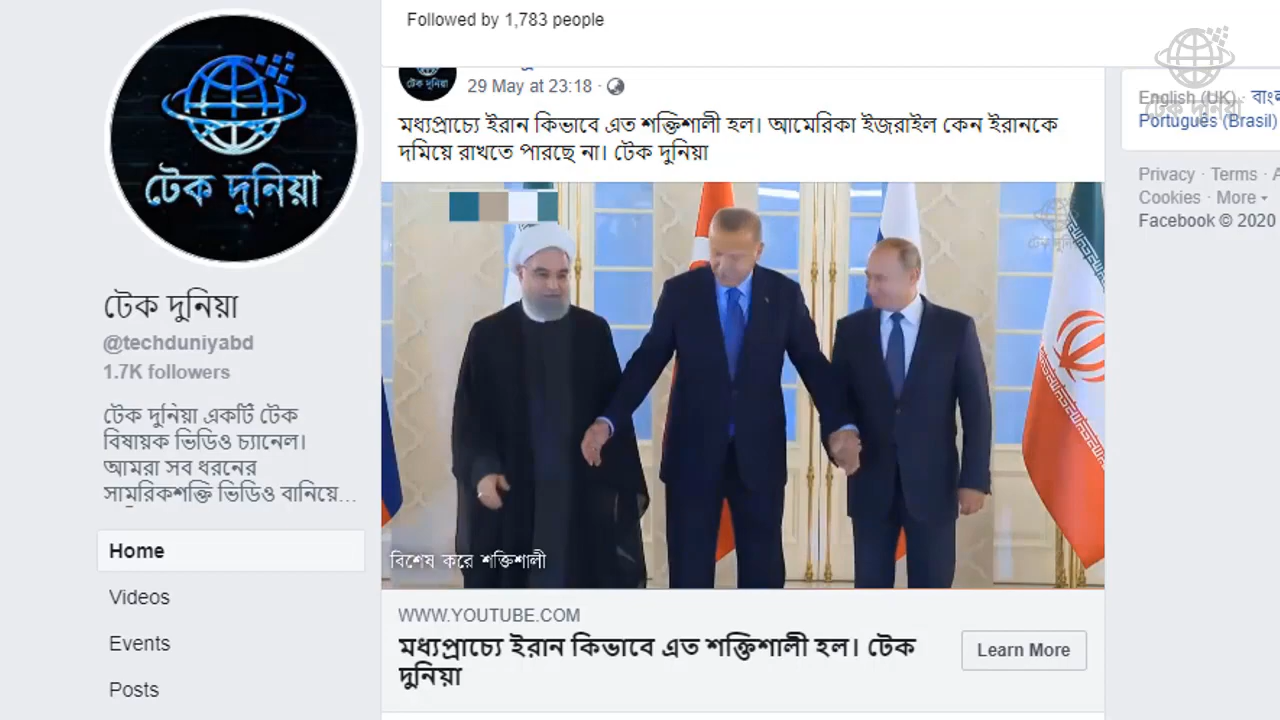 Followed by 1,783 people
টেক দুনিয়া
29 May at 23:18
মধ্যপ্রাচ্যে ইরান কিভাবে এত শক্তিশালী হল। আমেরিকা ইজরাইল কেন ইরানকে
দমিয়ে রাখতে পারছে না। টেক দুনিয়া
টেক দুনিয়া
টেক দুনিয়া
@techduniyabd
1.7K followers
টেক দুনিয়া একটি টেক
বিষায়ক ভিডিও চ্যানেল।
আমরা সব ধরনের
সামরিকশক্তি ভিডিও বানিয়ে...
Home
Videos
Events
Posts
বিশেষ করে শক্তিশালী
WWW.YOUTUBE.COM
মধ্যপ্রাচ্যে ইরান কিভাবে এত শক্তিশালী হল। টেক
দুনিয়া
Learn More
টেক দুনিয়া
English (UK) ·
Português (Brasil)
Privacy · Terms ·
Cookies · More
Facebook © 2020